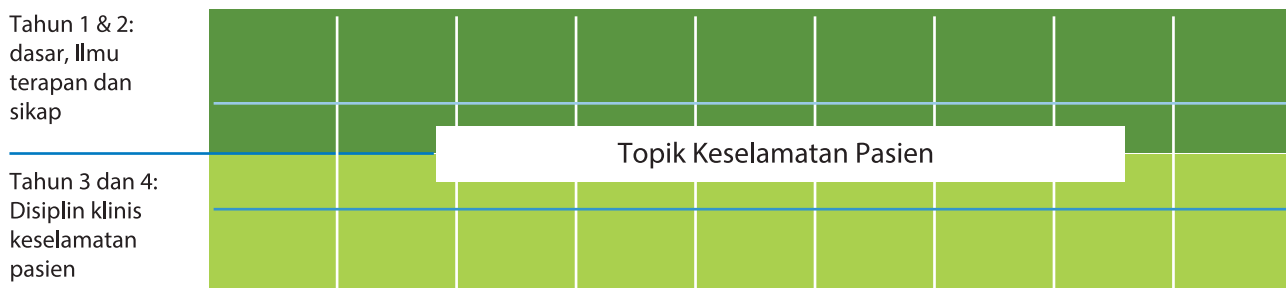 Tahun 1 & 2:
dasar, Ilmu
terapan dan
sikap
Topik Keselamatan Pasien
Tahun 3 dan 4:
Disiplin klinis
keselamatan
pasien